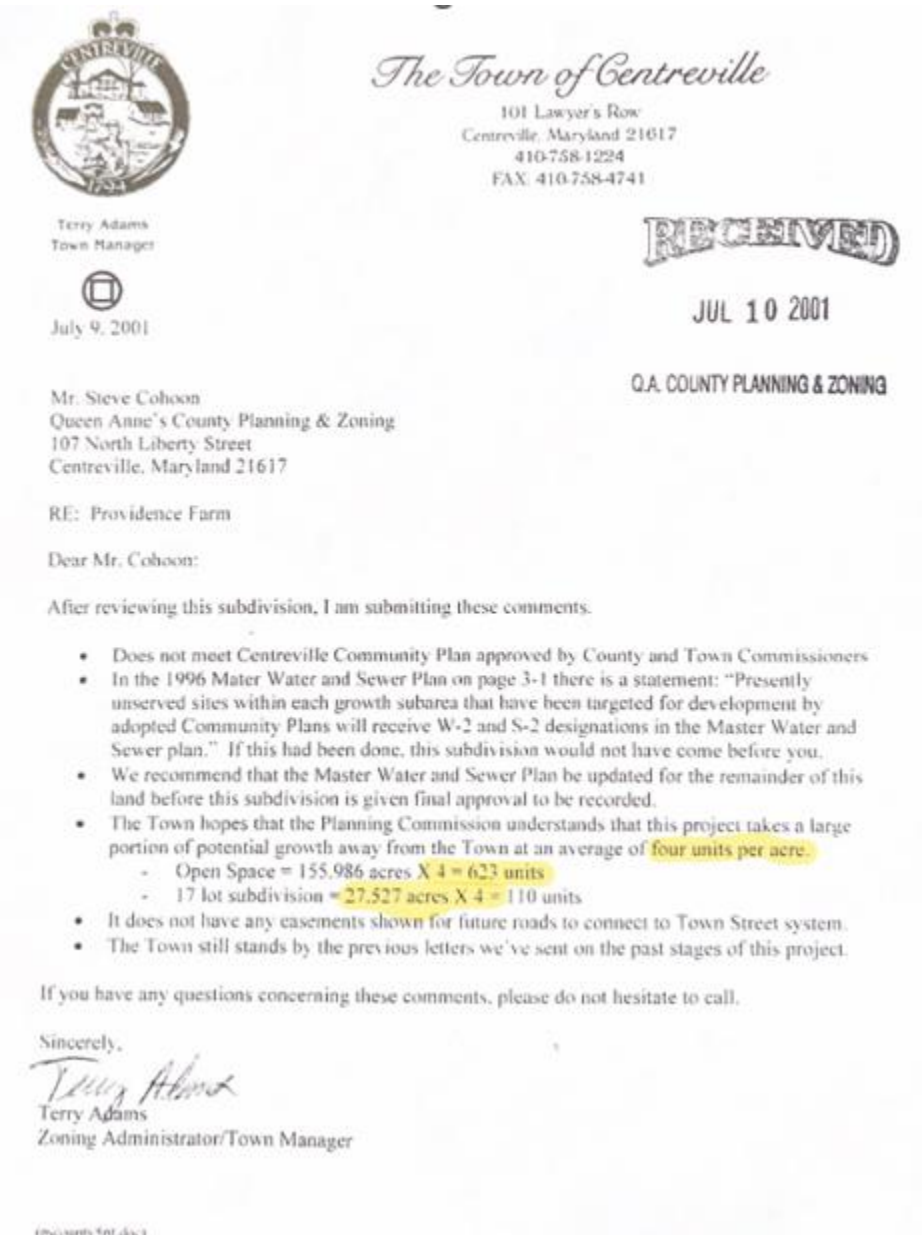 CENTREVILLE
1794
The Town of Centreville
101 Lawyer's Row
Centreville, Maryland 21617
410-758-1224
FAX: 410-758-4741
Terry Adams
Town Manager
RECEIVED
JUL 10 2001
Q.A. COUNTY PLANNING & ZONING
July 9, 2001
Mr. Steve Cohoon
Queen Anne's County Planning & Zoning
107 North Liberty Street
Centreville, Maryland 21617
RE: Providence Farm
Dear Mr. Cohoon:
After reviewing this subdivision, I am submitting these comments.
• Does not meet Centreville Community Plan approved by County and Town Commissioners
• In the 1996 Mater Water and Sewer Plan on page 3-1 there is a statement: “Presently
unserved sites within each growth subarea that have been targeted for development by
adopted Community Plans will receive W-2 and S-2 designations in the Master Water and
Sewer plan.” If this had been done, this subdivision would not have come before you.
• We recommend that the Master Water and Sewer Plan be updated for the remainder of this
land before this subdivision is given final approval to be recorded.
• The Town hopes that the Planning Commission understands that this project takes a large
portion of potential growth away from the Town at an average of four units per acre.
- Open Space = 155.986 acres X 4 = 623 units
- 17 lot subdivision = 27.527 acres X 4 = 110 units
• It does not have any easements shown for future roads to connect to Town Street system.
• The Town still stands by the previous letters we've sent on the past stages of this project.
If you have any questions concerning these comments, please do not hesitate to call.
Sincerely,
Terry Adams
Terry Adams
Zoning Administrator/Town Manager